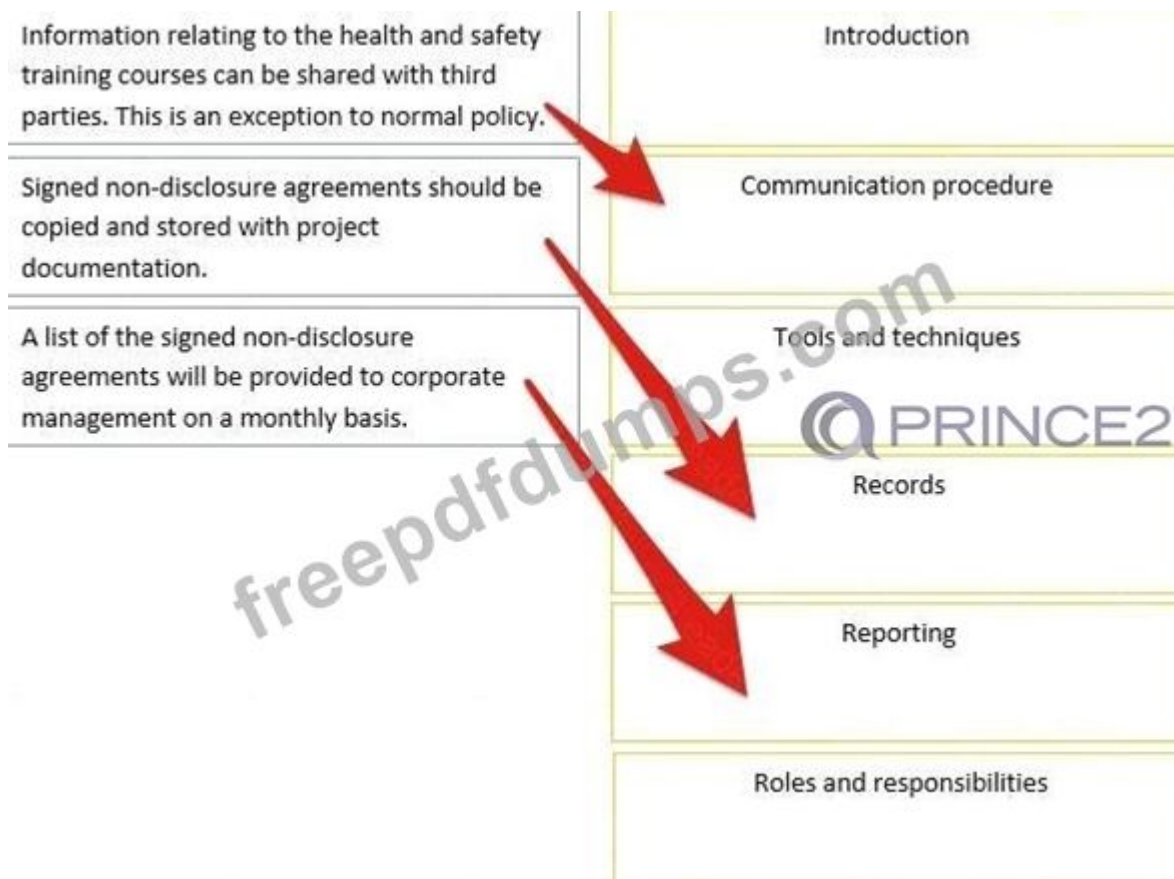 Information relating to the health and safety
training courses can be shared with third
parties. This is an exception to normal policy.
Signed non-disclosure agreements should be
copied and stored with project
documentation.
A list of the signed non-disclosure
agreements will be provided to corporate
management on a monthly basis.
Introduction
Communication procedure
Tools and techniques
PRINCE2
Records
Reporting
Roles and responsibilities
freepdfdumps.com